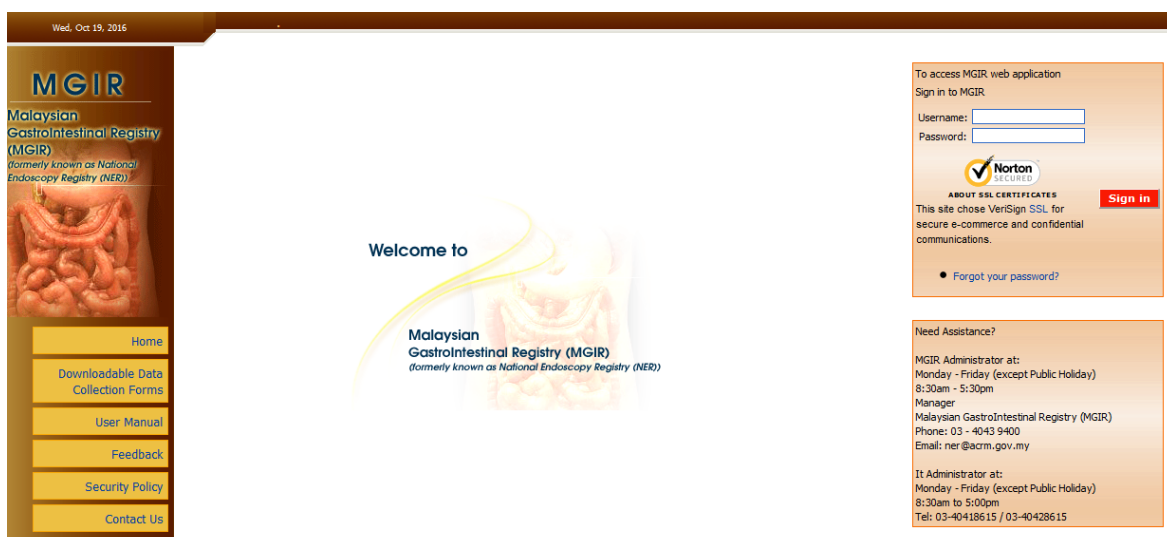 Wed, Oct 19, 2016
MGIR
Malaysian
GastroIntestinal Registry
(MGIR)
(formerly known as National
Endoscopy Registry (NER))
Home
Downloadable Data
Collection Forms
User Manual
Feedback
Security Policy
Contact Us
Welcome to
Malaysian
GastroIntestinal Registry (MGIR)
(formerly known as National Endoscopy Registry (NER))
To access MGIR web application
Sign in to MGIR
Username:
Password:
Norton
SECURED
ABOUT SSL CERTIFICATES
Sign in
This site chose VeriSign SSL for
secure e-commerce and confidential
communications.
Forgot your password?
Need Assistance?
MGIR Administrator at:
Monday - Friday (except Public Holiday)
8:30am - 5:30pm
Manager
Malaysian GastroIntestinal Registry (MGIR)
Phone: 03 - 4043 9400
Email: ner@acrm.gov.my
It Administrator at:
Monday - Friday (except Public Holiday)
8:30am to 5:00pm
Tel: 03-40418615 / 03-40428615